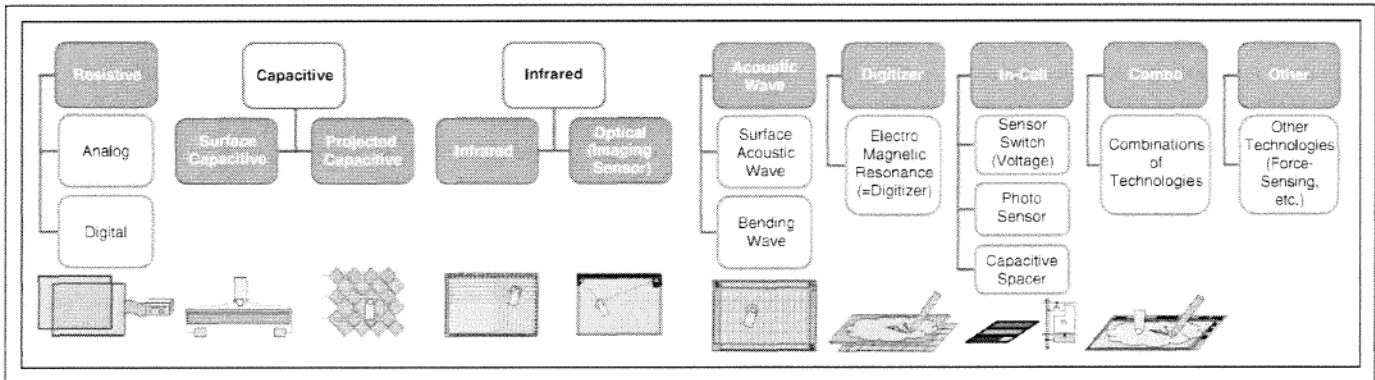 Resistive
Analog
Digital
Capacitive
Surface
Capacitive
Projected
Capacitive
Infrared
Infrared
Optical
(Imaging
Sensor)
Acoustic
Wave
Surface
Acoustic
Wave
Bending
Wave
Digitizer
Electro
Magnetic
Resonance
(=Digitizer)
In-Cell
Sensor
Switch
(Voltage)
Photo
Sensor
Capacitive
Spacer
Combo
Combinations
of
Technologies
Other
Other
Technologies
(Force-
Sensing,
etc.)